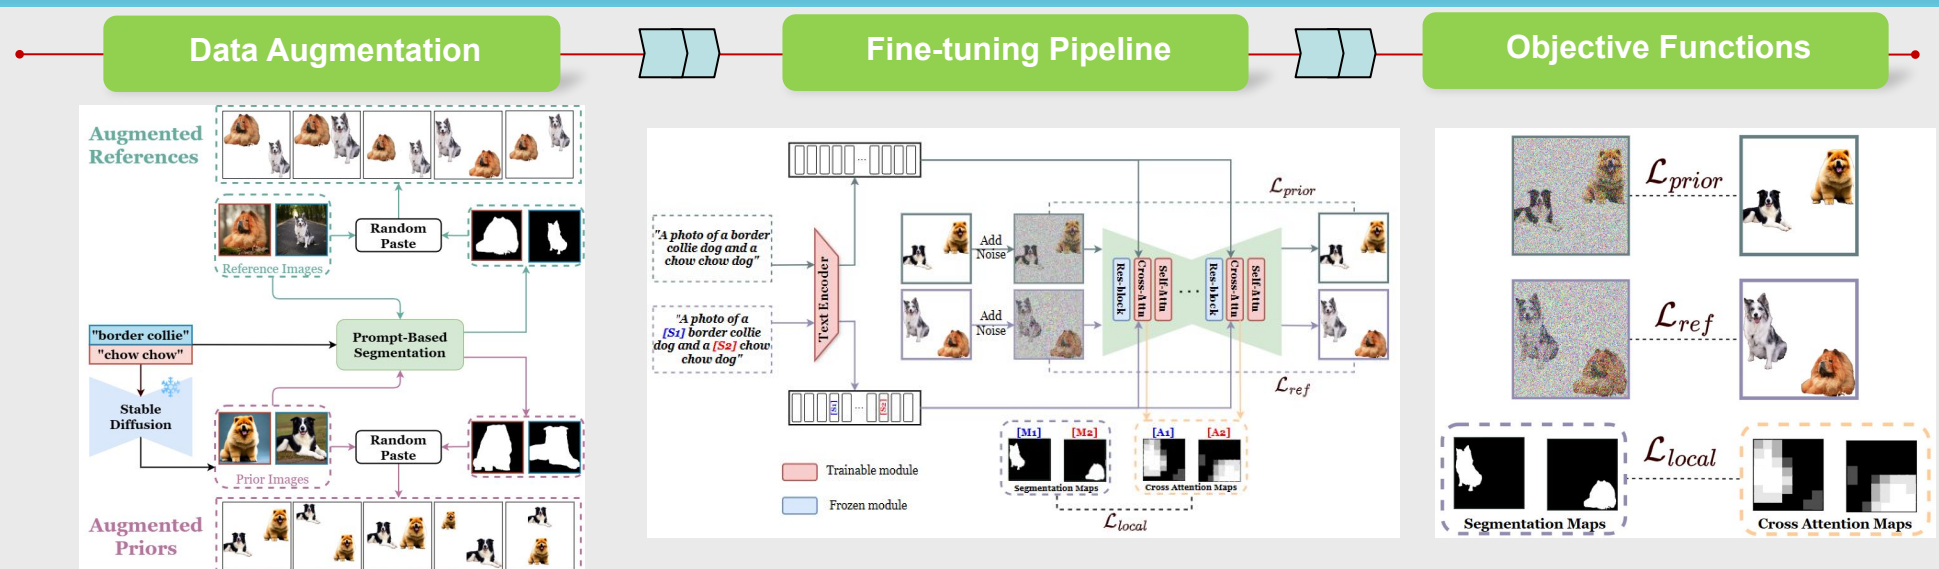 Data Augmentation
Fine-tuning Pipeline
Objective Functions
Augmented
References
Random
Paste
Reference Images
"border collie"
"chow chow"
Prompt-Based
Segmentation
Stable
Diffusion
Random
Paste
Prior Images
Augmented
Priors
...
"A photo of a border
collie dog and a
chow chow dog"
"A photo of a
[S1] border collie
dog and a [S2] chow
chow dog"
Text Encoder
[S1]
...
[S2]
Add
Noise
Add
Noise
ℒprior
Res-block
Cross-Attn
Self-Attn
...
Res-block
Cross-Attn
Self-Attn
ℒref
[M1]
[M2]
Segmentation Maps
[A1]
[A2]
Cross Attention Maps
ℒlocal
Trainable module
Frozen module
ℒprior
ℒref
ℒlocal
Segmentation Maps
Cross Attention Maps